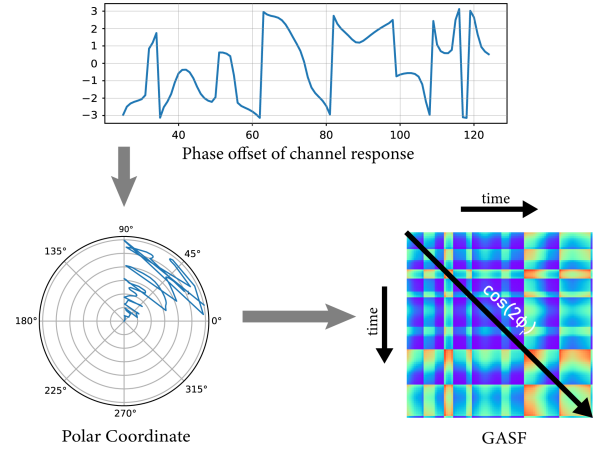 3
2
1
0
−1
−2
−3
40 60 80 100 120
Phase offset of channel response
time
90°
135° 45°
180° 0°
225° 315°
270°
time
cos(2ϕᵢ)
Polar Coordinate
GASF